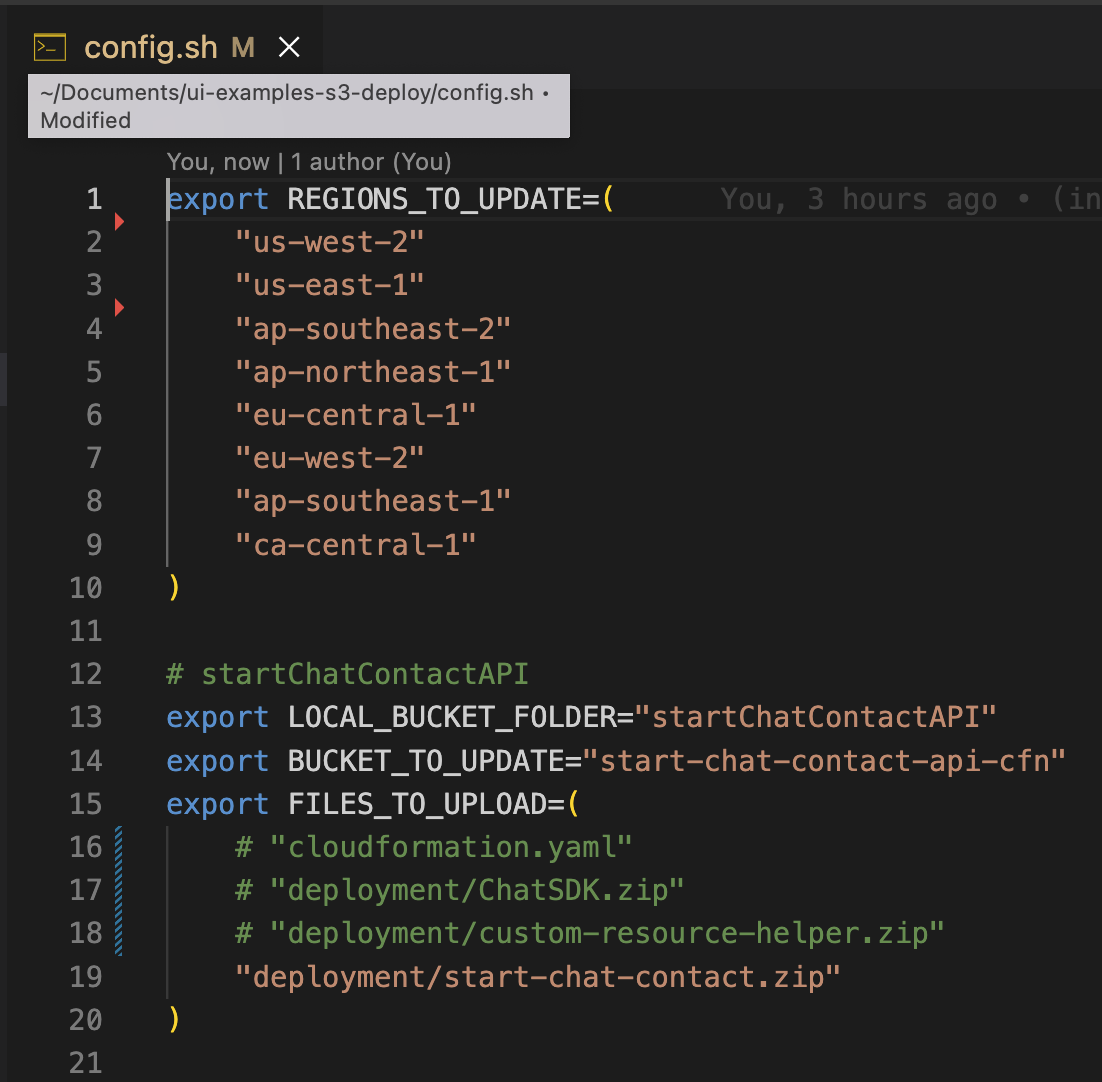 config.sh M
~/Documents/ui-examples-s3-deploy/config.sh •
Modified
You, now | 1 author (You)
1 export REGIONS_TO_UPDATE=( You, 3 hours ago • (in
2 "us-west-2"
3 "us-east-1"
4 "ap-southeast-2"
5 "ap-northeast-1"
6 "eu-central-1"
7 "eu-west-2"
8 "ap-southeast-1"
9 "ca-central-1"
10 )
11
12 # startChatContactAPI
13 export LOCAL_BUCKET_FOLDER="startChatContactAPI"
14 export BUCKET_TO_UPDATE="start-chat-contact-api-cfn"
15 export FILES_TO_UPLOAD=(
16 # "cloudformation.yaml"
17 # "deployment/ChatSDK.zip"
18 # "deployment/custom-resource-helper.zip"
19 "deployment/start-chat-contact.zip"
20 )
21